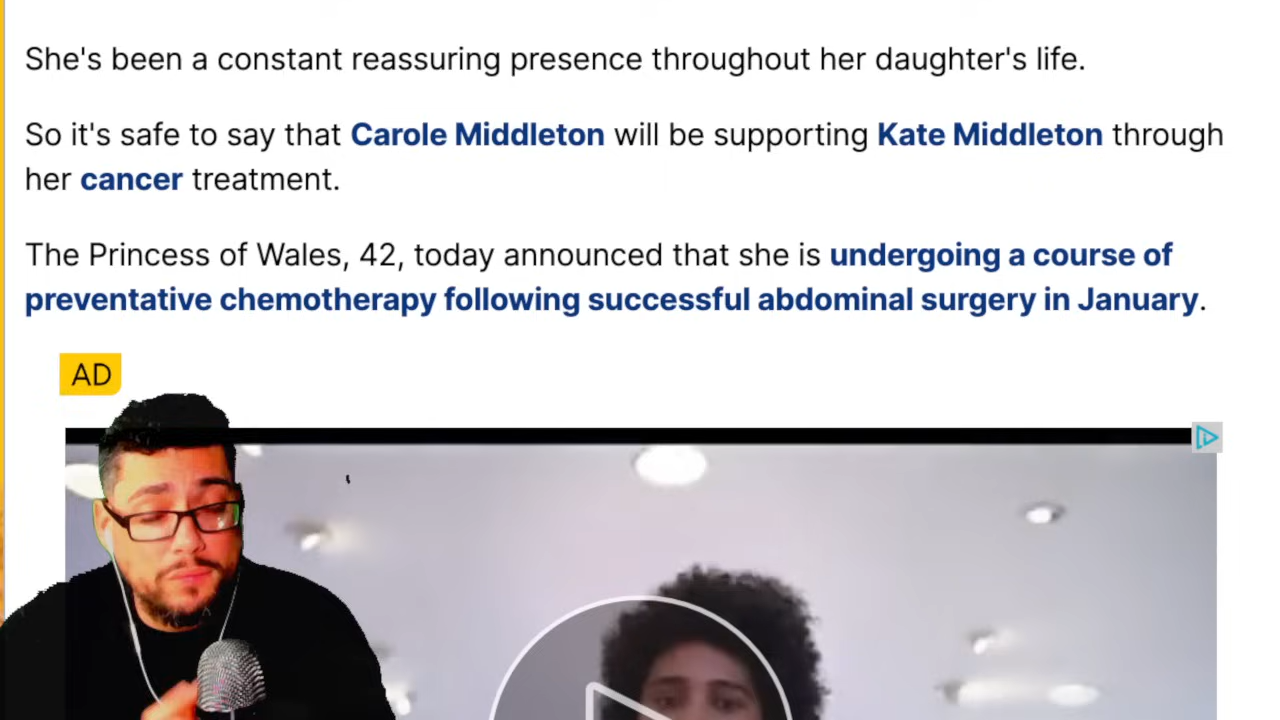 She's been a constant reassuring presence throughout her daughter's life.
So it's safe to say that Carole Middleton will be supporting Kate Middleton through
her cancer treatment.
The Princess of Wales, 42, today announced that she is undergoing a course of
preventative chemotherapy following successful abdominal surgery in January.
AD